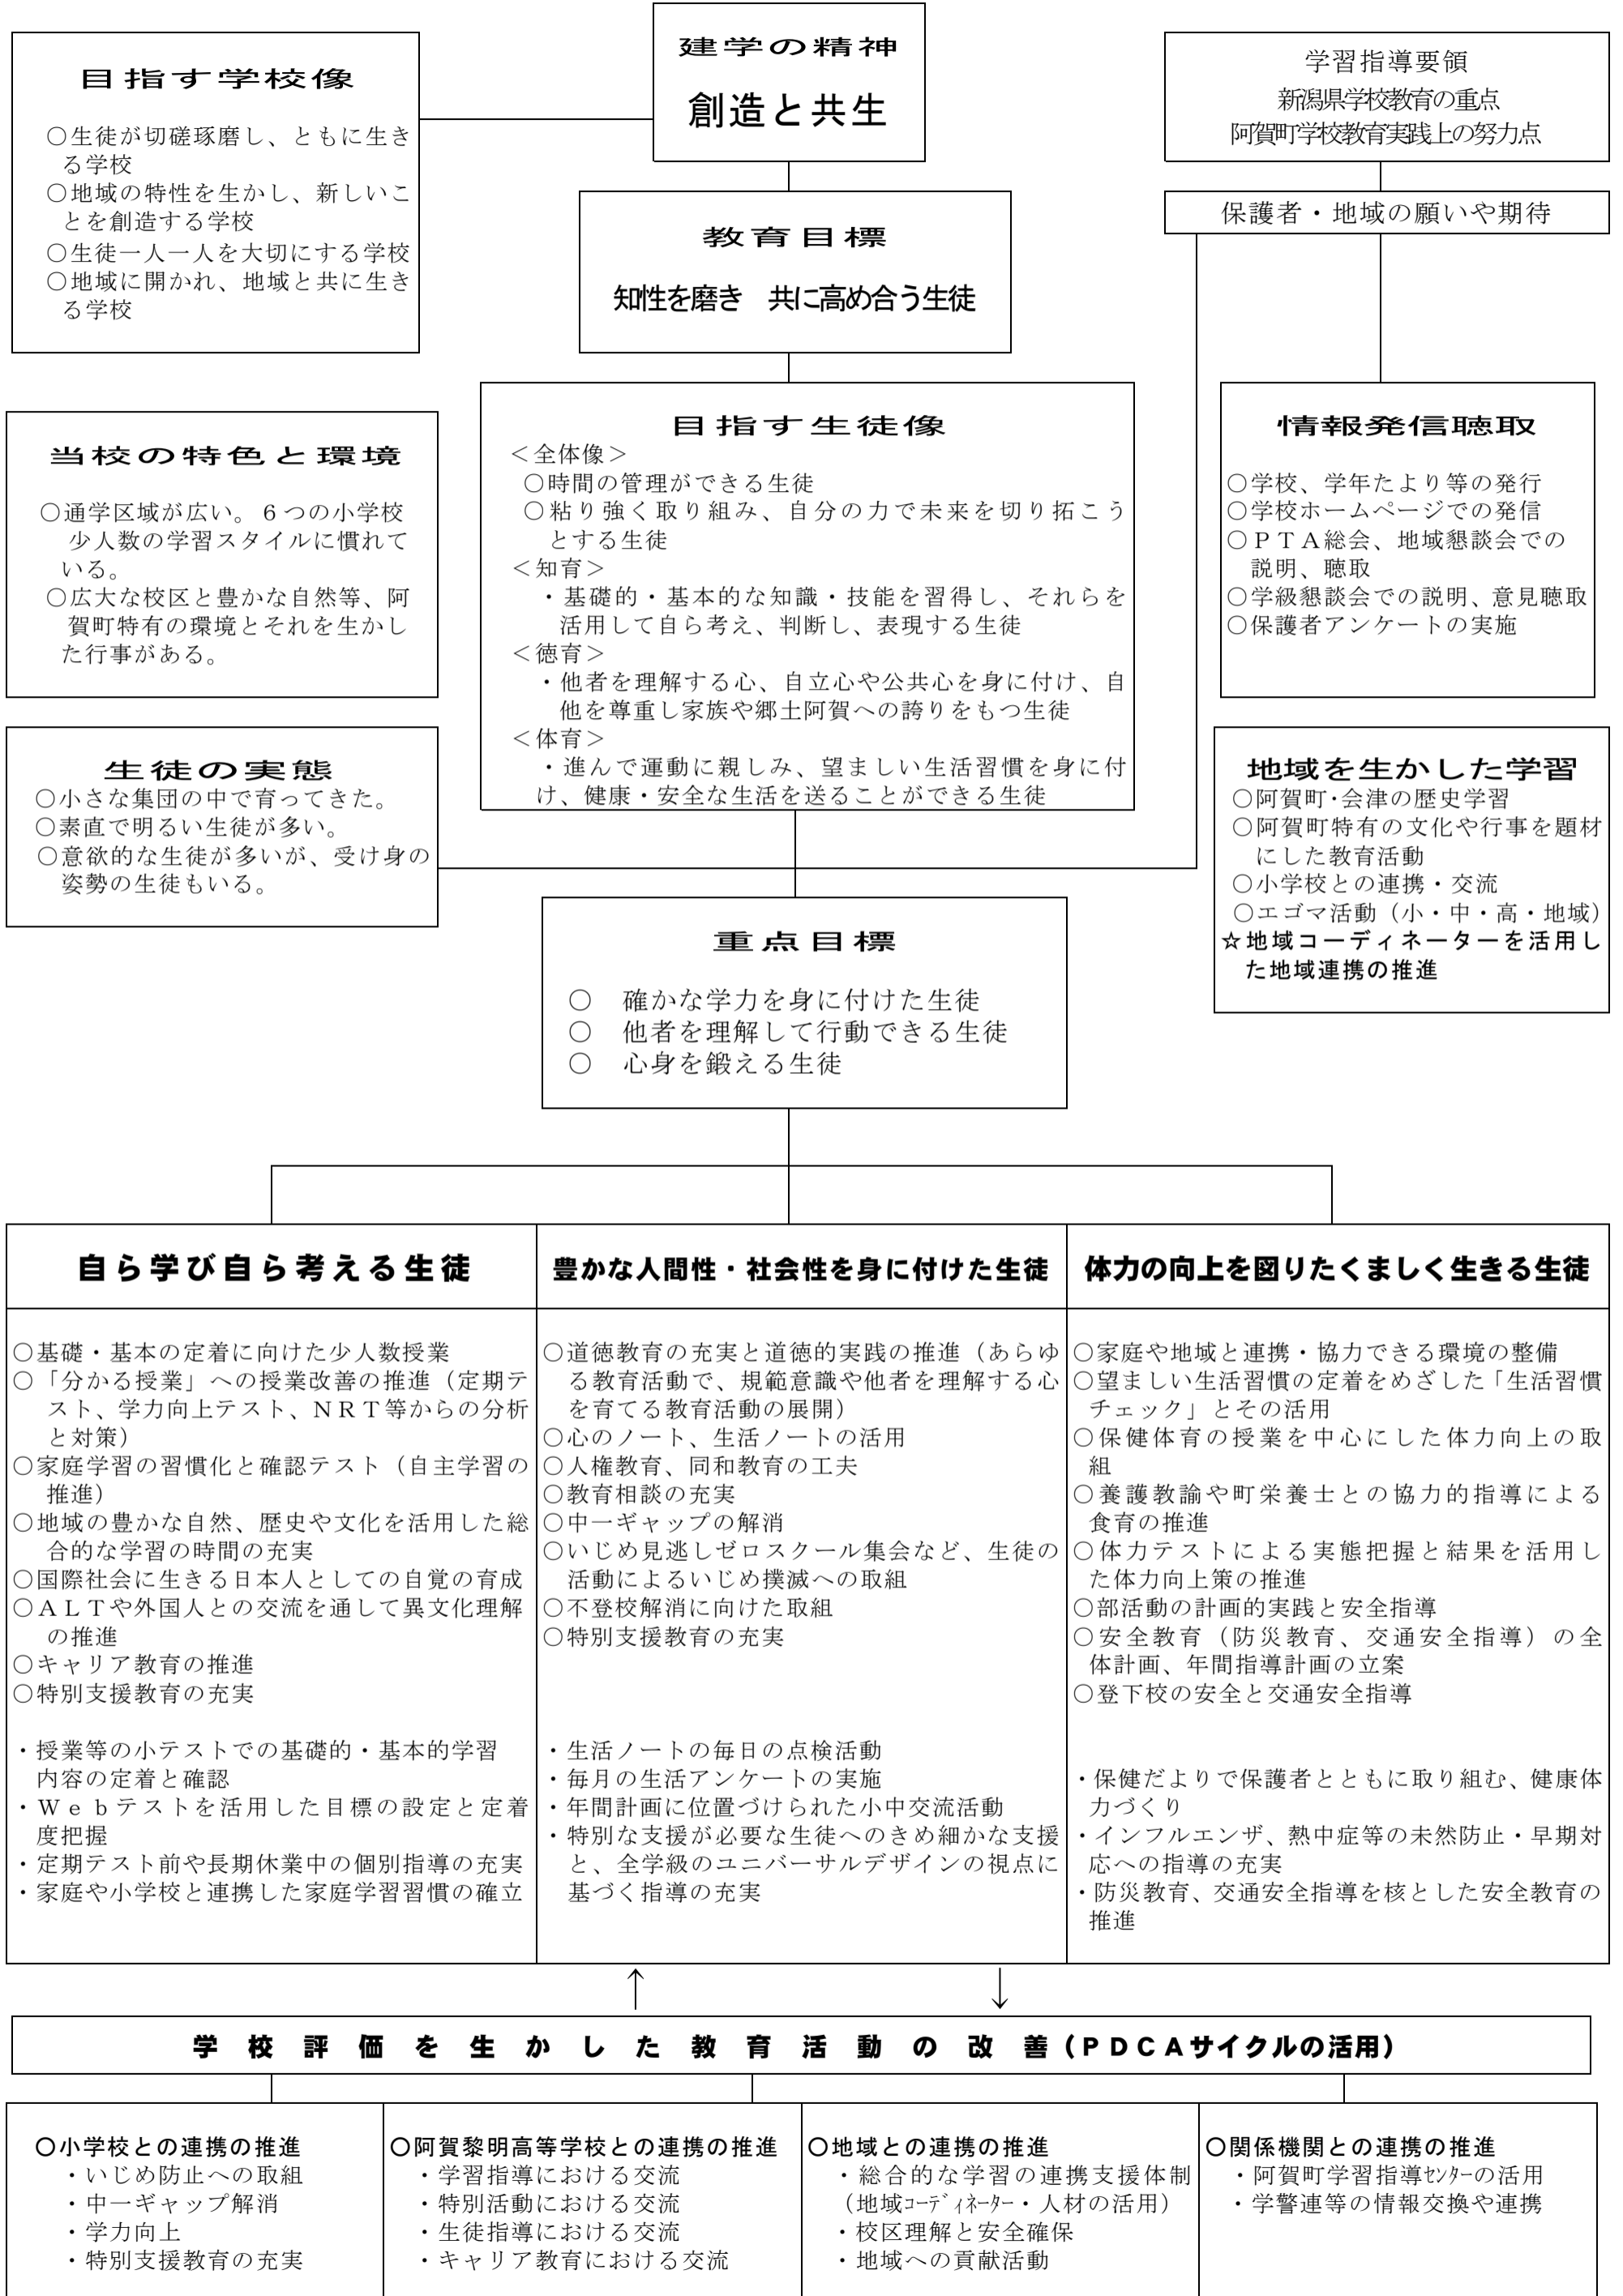 建学の精神
創造と共生
目指す学校像
○生徒が切磋琢磨し、ともに生き
る学校
○地域の特性を生かし、新しいこ
とを創造する学校
○生徒一人一人を大切にする学校
○地域に開かれ、地域と共に生き
る学校
学習指導要領
新潟県学校教育の重点
阿賀町学校教育実践上の努力点
保護者・地域の願いや期待
教育目標
知性を磨き　共に高め合う生徒
当校の特色と環境
○通学区域が広い。６つの小学校
少人数の学習スタイルに慣れて
いる。
○広大な校区と豊かな自然等、阿
賀町特有の環境とそれを生かし
た行事がある。
目指す生徒像
＜全体像＞
○時間の管理ができる生徒
○粘り強く取り組み、自分の力で未来を切り拓こう
とする生徒
＜知育＞
・基礎的・基本的な知識・技能を習得し、それらを
活用して自ら考え、判断し、表現する生徒
＜徳育＞
・他者を理解する心、自立心や公共心を身に付け、自
他を尊重し家族や郷土阿賀への誇りをもつ生徒
＜体育＞
・進んで運動に親しみ、望ましい生活習慣を身に付
け、健康・安全な生活を送ることができる生徒
情報発信聴取
○学校、学年たより等の発行
○学校ホームページでの発信
○ＰＴＡ総会、地域懇談会での
説明、聴取
○学級懇談会での説明、意見聴取
○保護者アンケートの実施
生徒の実態
○小さな集団の中で育ってきた。
○素直で明るい生徒が多い。
○意欲的な生徒が多いが、受け身の
姿勢の生徒もいる。
地域を生かした学習
○阿賀町・会津の歴史学習
○阿賀町特有の文化や行事を題材
にした教育活動
○小学校との連携・交流
○エゴマ活動（小・中・高・地域）
☆地域コーディネーターを活用し
た地域連携の推進
重点目標
○　確かな学力を身に付けた生徒
○　他者を理解して行動できる生徒
○　心身を鍛える生徒
自ら学び自ら考える生徒
○基礎・基本の定着に向けた少人数授業
○「分かる授業」への授業改善の推進（定期テ
スト、学力向上テスト、ＮＲＴ等からの分析
と対策）
○家庭学習の習慣化と確認テスト（自主学習の
推進）
○地域の豊かな自然、歴史や文化を活用した総
合的な学習の時間の充実
○国際社会に生きる日本人としての自覚の育成
○ＡＬＴや外国人との交流を通して異文化理解
の推進
○キャリア教育の推進
○特別支援教育の充実
・授業等の小テストでの基礎的・基本的学習
内容の定着と確認
・Ｗｅｂテストを活用した目標の設定と定着
度把握
・定期テスト前や長期休業中の個別指導の充実
・家庭や小学校と連携した家庭学習習慣の確立
豊かな人間性・社会性を身に付けた生徒
○道徳教育の充実と道徳的実践の推進（あらゆ
る教育活動で、規範意識や他者を理解する心
を育てる教育活動の展開）
○心のノート、生活ノートの活用
○人権教育、同和教育の工夫
○教育相談の充実
○中一ギャップの解消
○いじめ見逃しゼロスクール集会など、生徒の
活動によるいじめ撲滅への取組
○不登校解消に向けた取組
○特別支援教育の充実
・生活ノートの毎日の点検活動
・毎月の生活アンケートの実施
・年間計画に位置づけられた小中交流活動
・特別な支援が必要な生徒へのきめ細かな支援
と、全学級のユニバーサルデザインの視点に
基づく指導の充実
体力の向上を図りたくましく生きる生徒
○家庭や地域と連携・協力できる環境の整備
○望ましい生活習慣の定着をめざした「生活習慣
チェック」とその活用
○保健体育の授業を中心にした体力向上の取
組
○養護教諭や町栄養士との協力的指導による
食育の推進
○体力テストによる実態把握と結果を活用し
た体力向上策の推進
○部活動の計画的実践と安全指導
○安全教育（防災教育、交通安全指導）の全
体計画、年間指導計画の立案
○登下校の安全と交通安全指導
・保健だよりで保護者とともに取り組む、健康体
力づくり
・インフルエンザ、熱中症等の未然防止・早期対
応への指導の充実
・防災教育、交通安全指導を核とした安全教育の
推進
↑　↓
学校評価を生かした教育活動の改善（ＰＤＣＡサイクルの活用）
○小学校との連携の推進
・いじめ防止への取組
・中一ギャップ解消
・学力向上
・特別支援教育の充実
○阿賀黎明高等学校との連携の推進
・学習指導における交流
・特別活動における交流
・生徒指導における交流
・キャリア教育における交流
○地域との連携の推進
・総合的な学習の連携支援体制
（地域ｺｰﾃﾞｨﾈｰﾀｰ・人材の活用）
・校区理解と安全確保
・地域への貢献活動
○関係機関との連携の推進
・阿賀町学習指導ｾﾝﾀｰの活用
・学警連等の情報交換や連携